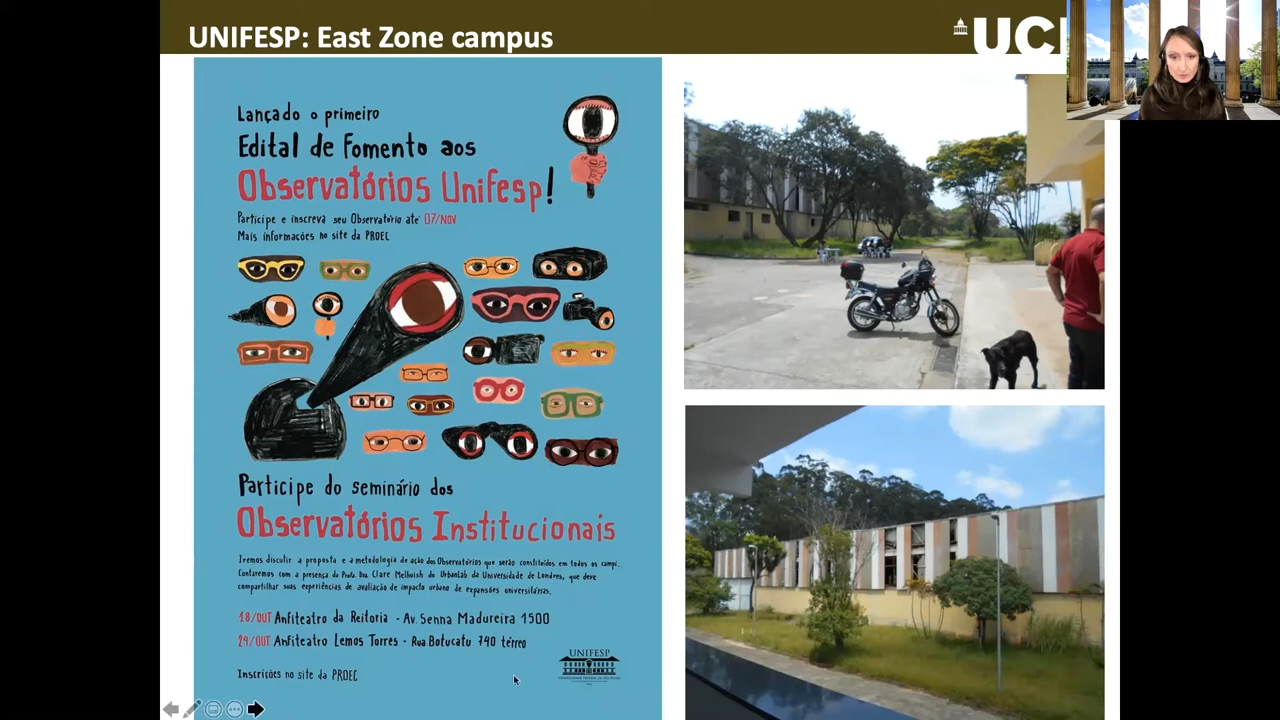 UNIFESP: East Zone campus
UCL
Lançado o primeiro
Edital de Fomento aos
Observatórios Unifesp!
Participe e inscreva seu Observatório até 07/NOV
Mais informações no site da PROEC
Participe do seminário dos
Observatórios Institucionais
Iremos discutir a proposta e a metodologia de ação dos Observatórios que serão constituídos em todos os campi.
Contaremos com a presença da Profa. Dra. Clare Melhuish do UrbanLab da Universidade de Londres, que deve
compartilhar suas experiências de avaliação de impacto urbano de expansões universitárias.
18/OUT Anfiteatro da Reitoria - Av. Senna Madureira 1500
24/OUT Anfiteatro Lemos Torres - Rua Botucatu 740 térreo
Inscrições no site da PROEC
UNIFESP